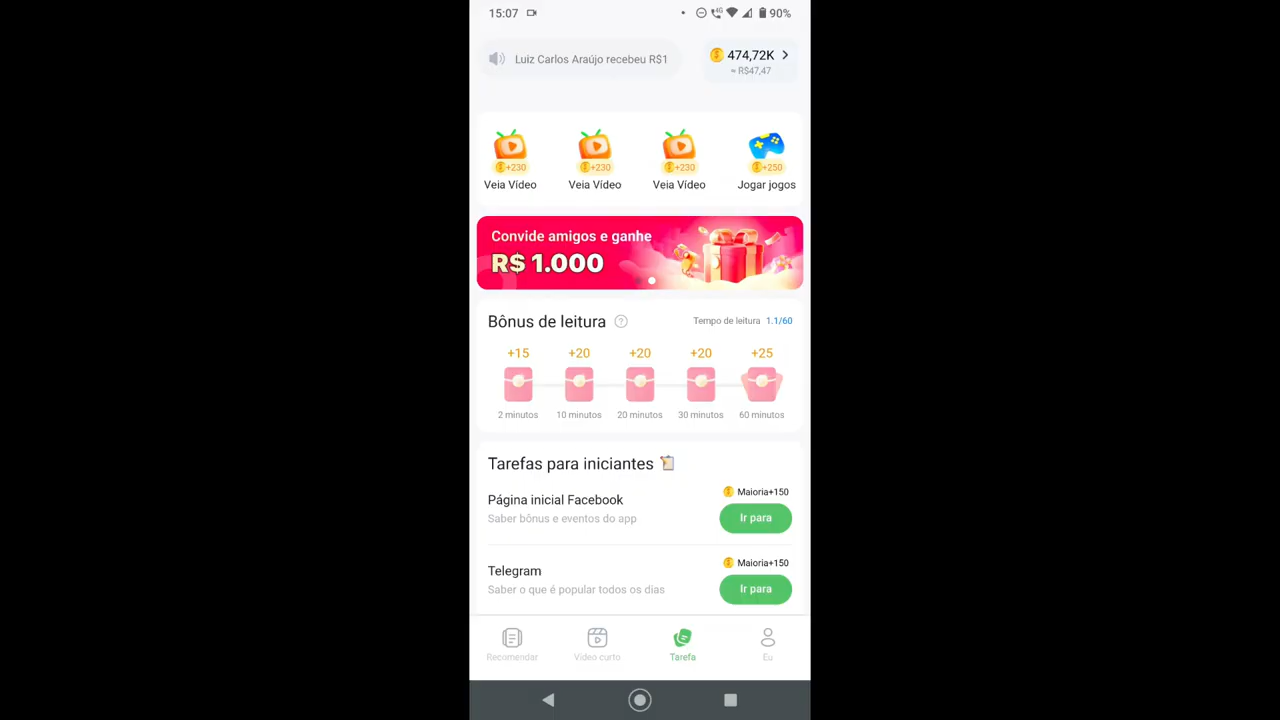 15:07
4G
90%
Luiz Carlos Araújo recebeu R$1
474,72K
≈ R$47,47
+230
+230
+230
+250
Veia Vídeo
Veia Vídeo
Veia Vídeo
Jogar jogos
Convide amigos e ganhe
R$ 1.000
Bônus de leitura ?
Tempo de leitura 1.1/60
+15
+20
+20
+20
+25
2 minutos
10 minutos
20 minutos
30 minutos
60 minutos
Tarefas para iniciantes
Maioria+150
Página inicial Facebook
Ir para
Saber bônus e eventos do app
Maioria+150
Telegram
Ir para
Saber o que é popular todos os dias
Recomendar
Vídeo curto
Tarefa
Eu